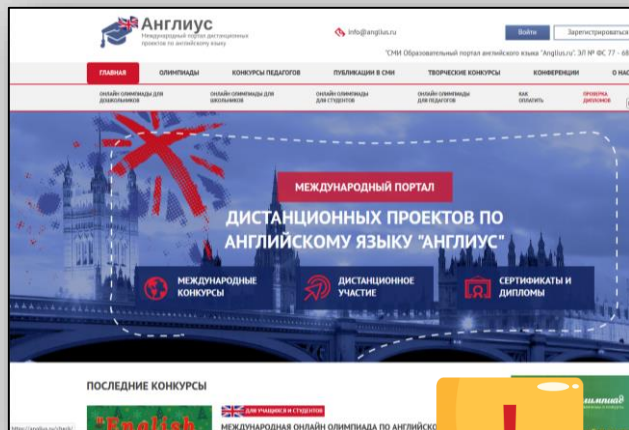 Англиус
Международный портал дистанционных
проектов по английскому языку
info@anglius.ru
Войти
Зарегистрироваться
"СМИ Образовательный портал английского языка "Anglius.ru". ЭЛ № ФС 77 - 68
ГЛАВНАЯ
ОЛИМПИАДЫ
КОНКУРСЫ ПЕДАГОГОВ
ПУБЛИКАЦИИ В СМИ
ТВОРЧЕСКИЕ КОНКУРСЫ
КОНФЕРЕНЦИИ
О НАС
ОНЛАЙН ОЛИМПИАДЫ ДЛЯ
ДОШКОЛЬНИКОВ
ОНЛАЙН ОЛИМПИАДЫ ДЛЯ
ШКОЛЬНИКОВ
ОНЛАЙН ОЛИМПИАДЫ
ДЛЯ СТУДЕНТОВ
ОНЛАЙН ОЛИМПИАДЫ
ДЛЯ ПЕДАГОГОВ
КАК
ОПЛАТИТЬ
ПРОВЕРКА
ДИПЛОМОВ
МЕЖДУНАРОДНЫЙ ПОРТАЛ
ДИСТАНЦИОННЫХ ПРОЕКТОВ ПО
АНГЛИЙСКОМУ ЯЗЫКУ "АНГЛИУС"
МЕЖДУНАРОДНЫЕ
КОНКУРСЫ
ДИСТАНЦИОННОЕ
УЧАСТИЕ
СЕРТИФИКАТЫ И
ДИПЛОМЫ
ПОСЛЕДНИЕ КОНКУРСЫ
ДЛЯ УЧАЩИХСЯ И СТУДЕНТОВ
МЕЖДУНАРОДНАЯ ОНЛАЙН ОЛИМПИАДА ПО АНГЛИЙСКО
"English
!
https://anglius.ru/check/